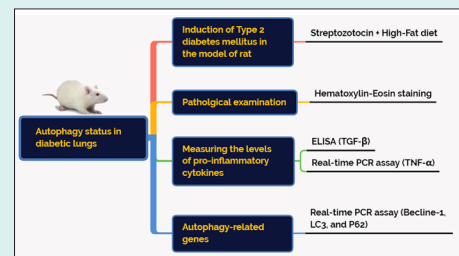 Induction of Type 2
diabetes mellitus in
the model of rat
Streptozotocin + High-Fat diet
Patholgical examination
Hematoxylin-Eosin staining
Autophagy status in
diabetic lungs
Measuring the levels
of pro-inflammatory
cytokines
ELISA (TGF-β)
Real-time PCR assay (TNF-α)
Autophagy-related
genes
Real-time PCR assay (Becline-1,
LC3, and P62)